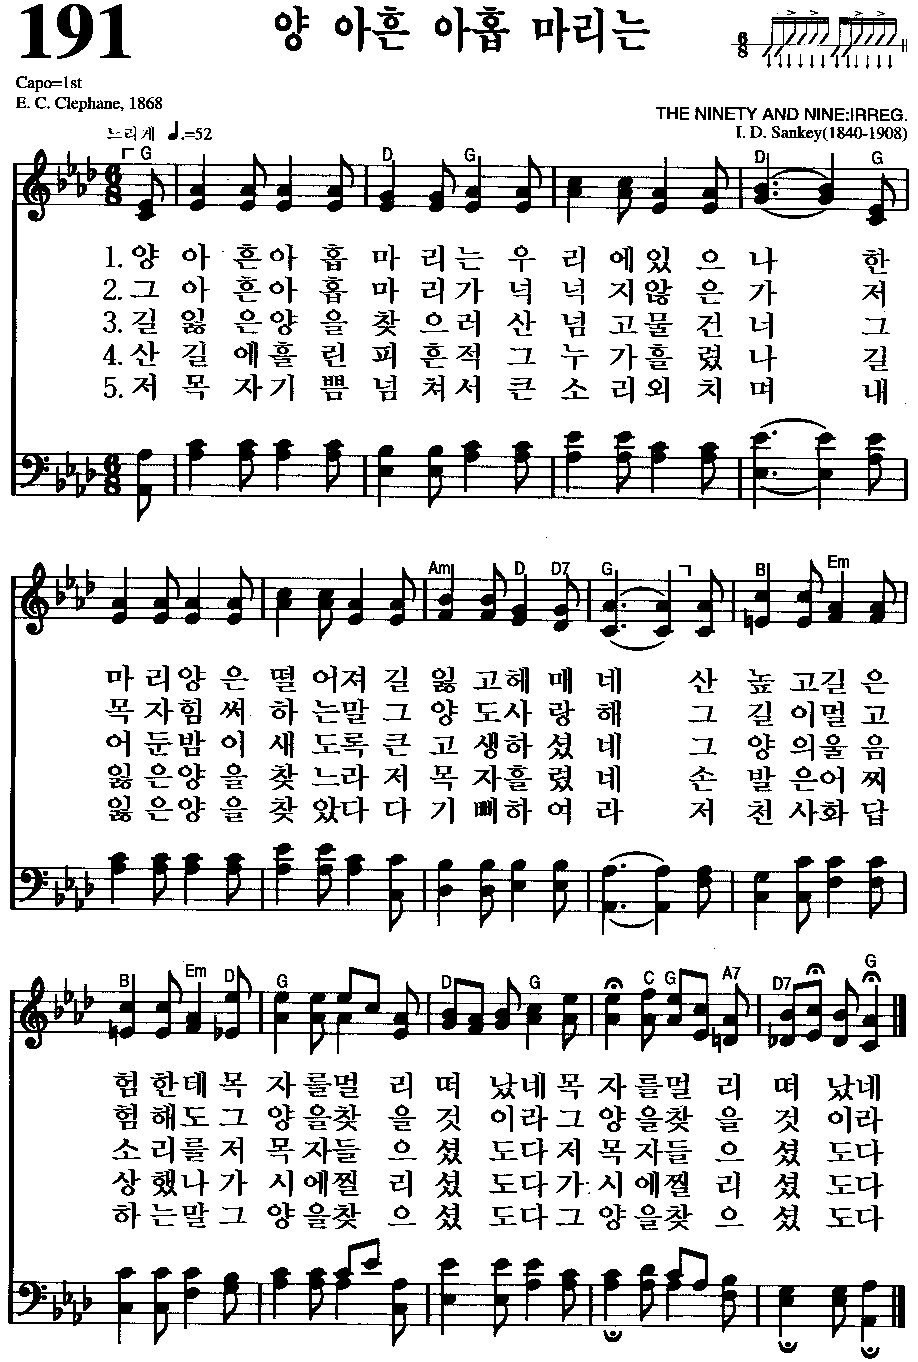 191
양 아흔 아홉 마리는
6 8
Capo=1st
E. C. Clephane, 1868
THE NINETY AND NINE:IRREG.
느리게 ♩.=52
I. D. Sankey(1840-1908)
G D G D G
1. 양 아 흔아 홉 마 리는 우 리 에있 으 나 한
2. 그 아 흔아 홉 마 리가 넉 넉 지않 은 가 저
3. 길 잃 은양 을 찾 으러 산 넘 고물 건 너 그
4. 산 길 에흘 린 피 흔적 그 누 가흘 렸 나 길
5. 저 목 자기 쁨 넘 쳐서 큰 소 리외 치 며 내
Am D D7 G B Em
마 리양 은 떨 어져 길 잃 고헤 매 네 산 높 고길 은
목 자힘 써 하 는말 그 양 도사 랑 해 그 길 이멀 고
어 둔밤 이 새 도록 큰 고 생하 셨 네 그 양 의울 음
잃 은양 을 찾 느라 저 목 자흘 렸 네 손 발 은어 찌
잃 은양 을 찾 았다 다 기 뻐하 여 라 저 천 사화 답
B Em D G D G C G A7 D7 G
험 한데 목 자 를멀 리 떠 났네 목 자 를멀 리 떠 났네
험 해도 그 양 을찾 을 것 이라 그 양 을찾 을 것 이라
소 리를 저 목 자들 으 셨 도다 저 목 자들 으 셨 도다
상 했나 가 시 에찔 리 셨 도다 가 시 에찔 리 셨 도다
하 는말 그 양 을찾 으 셨 도다 그 양 을찾 으 셨 도다